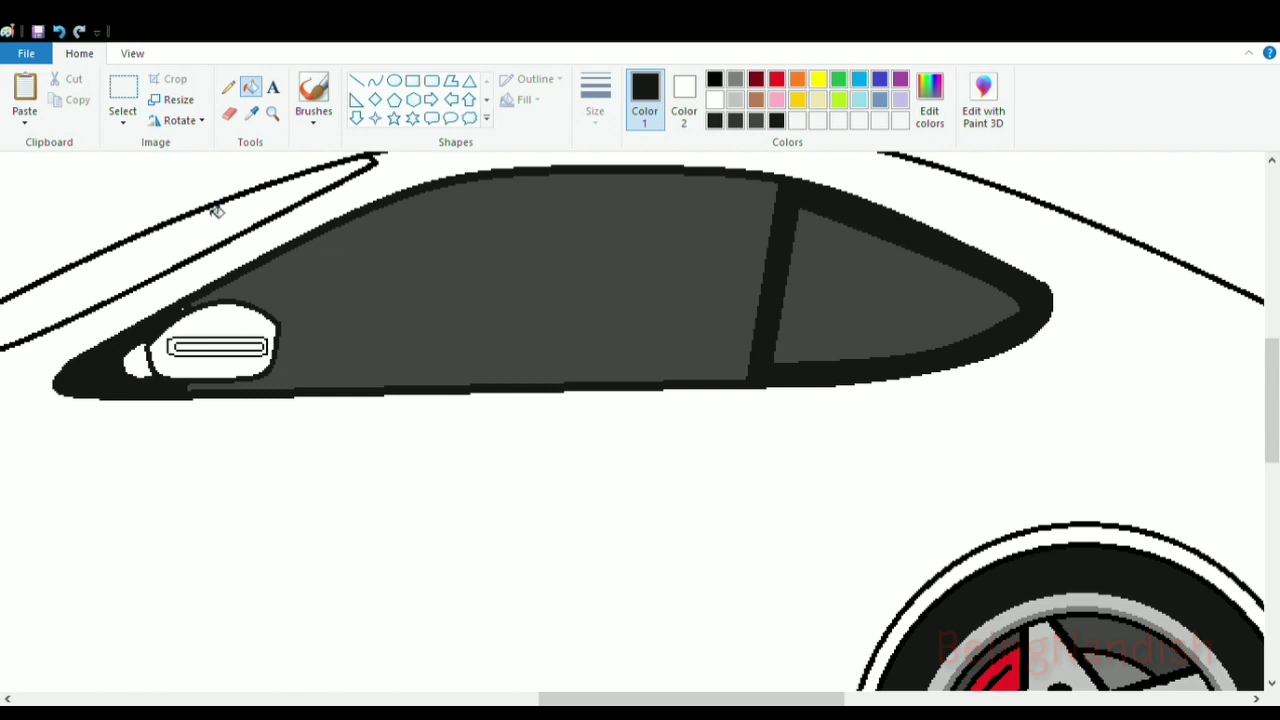 File Home View
Paste
Cut
Copy
Clipboard
Select
Crop
Resize
Rotate
Image
A
Tools
Brushes
Shapes
Outline
Fill
Size
Color
1
Color
2
Edit
colors
Colors
Edit with
Paint 3D
?
BeingNandish